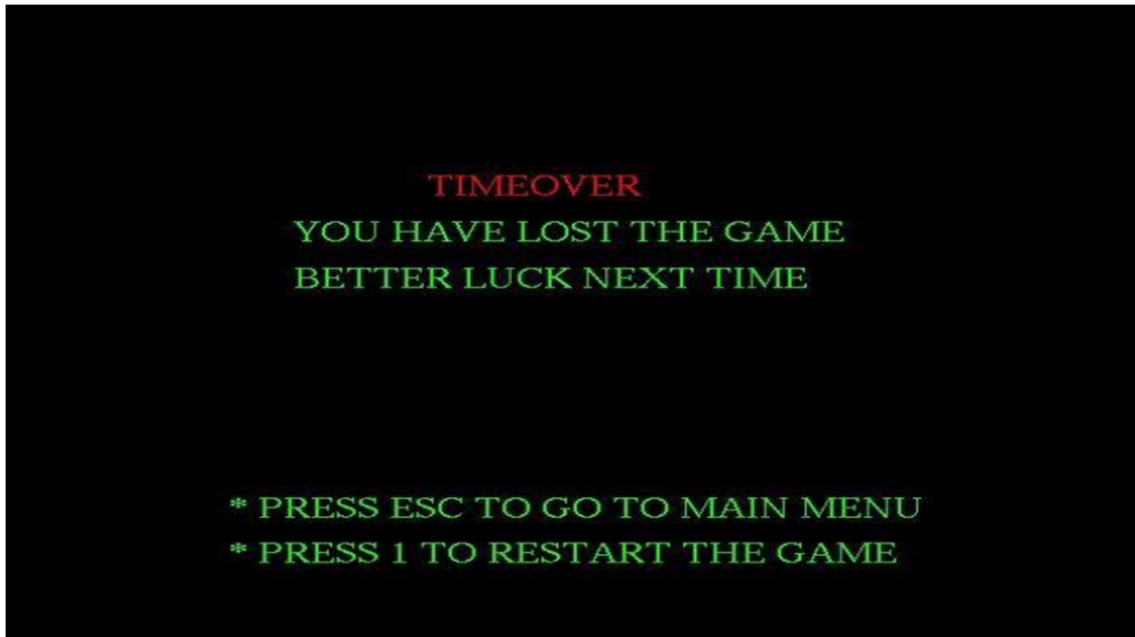 TIMEOVER
YOU HAVE LOST THE GAME
BETTER LUCK NEXT TIME
* PRESS ESC TO GO TO MAIN MENU
* PRESS 1 TO RESTART THE GAME